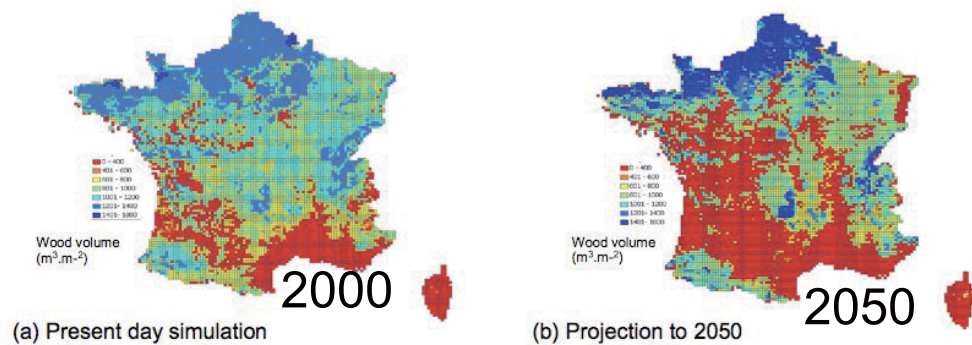 0 - 400
401 - 600
601 - 800
801 - 1000
1001 - 1200
1201 - 1400
1401 - 1800
Wood volume
(m³.m-²)
2000
(a) Present day simulation
0 - 400
401 - 600
601 - 800
801 - 1000
1001 - 1200
1201 - 1400
1401 - 1800
Wood volume
(m³.m-²)
2050
(b) Projection to 2050